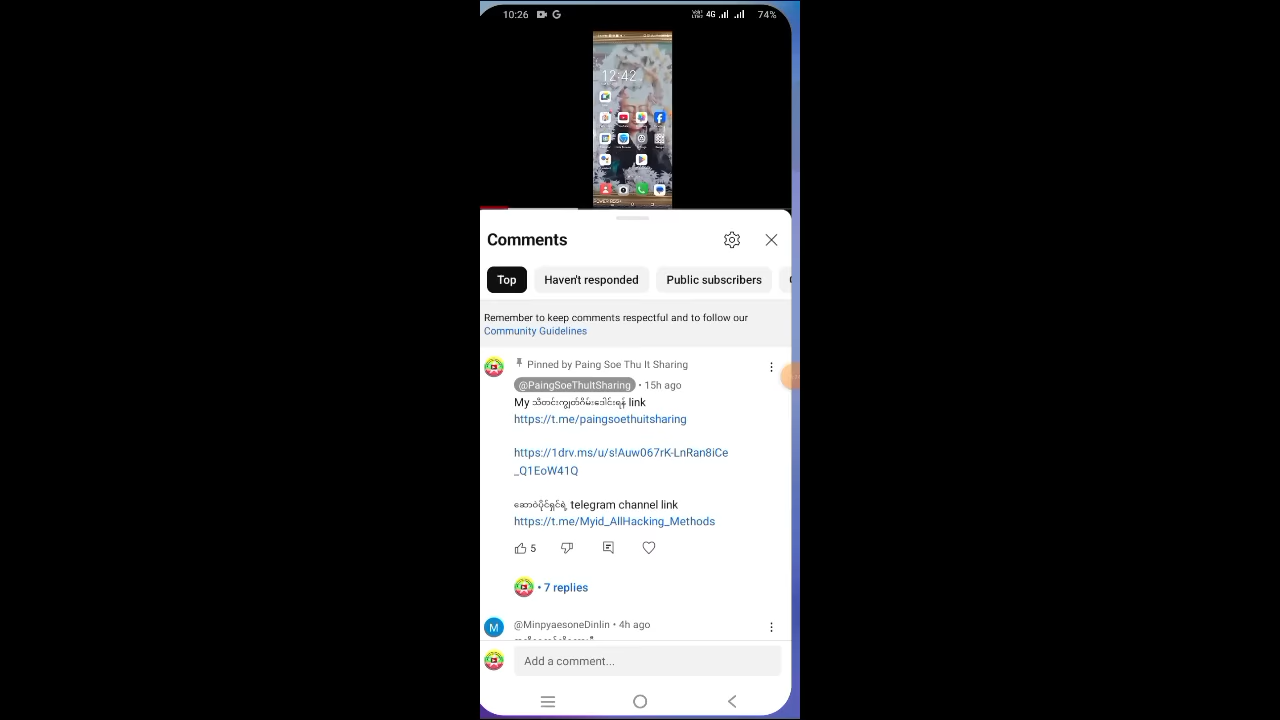 10:26
4G
74%
12:42
Comments
Top
Haven't responded
Public subscribers
Remember to keep comments respectful and to follow our
Community Guidelines
Pinned by Paing Soe Thu It Sharing
@PaingSoeThuItSharing • 15h ago
My သီတင်းကျွတ်ဂိမ်းဒေါင်းရန် link
https://t.me/paingsoethuitsharing
https://1drv.ms/u/s!Auw067rK-LnRan8iCe
_Q1EoW41Q
ဆောဝဲပိုင်ရှင်ရဲ့ telegram channel link
https://t.me/Myid_AllHacking_Methods
5
• 7 replies
M
@MinpyaesoneDinlin • 4h ago
Add a comment...